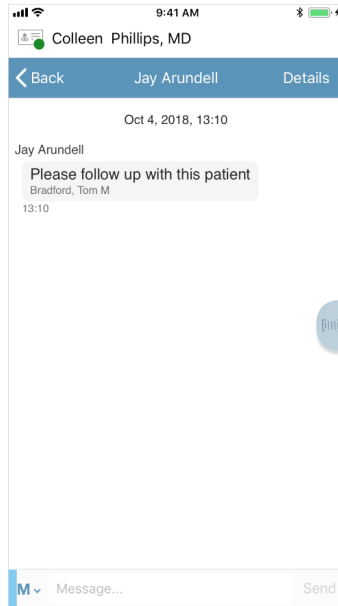 9:41 AM
Colleen Phillips, MD
Back Jay Arundell Details
Oct 4, 2018, 13:10
Jay Arundell
Please follow up with this patient
Bradford, Tom M
13:10
M Message... Send